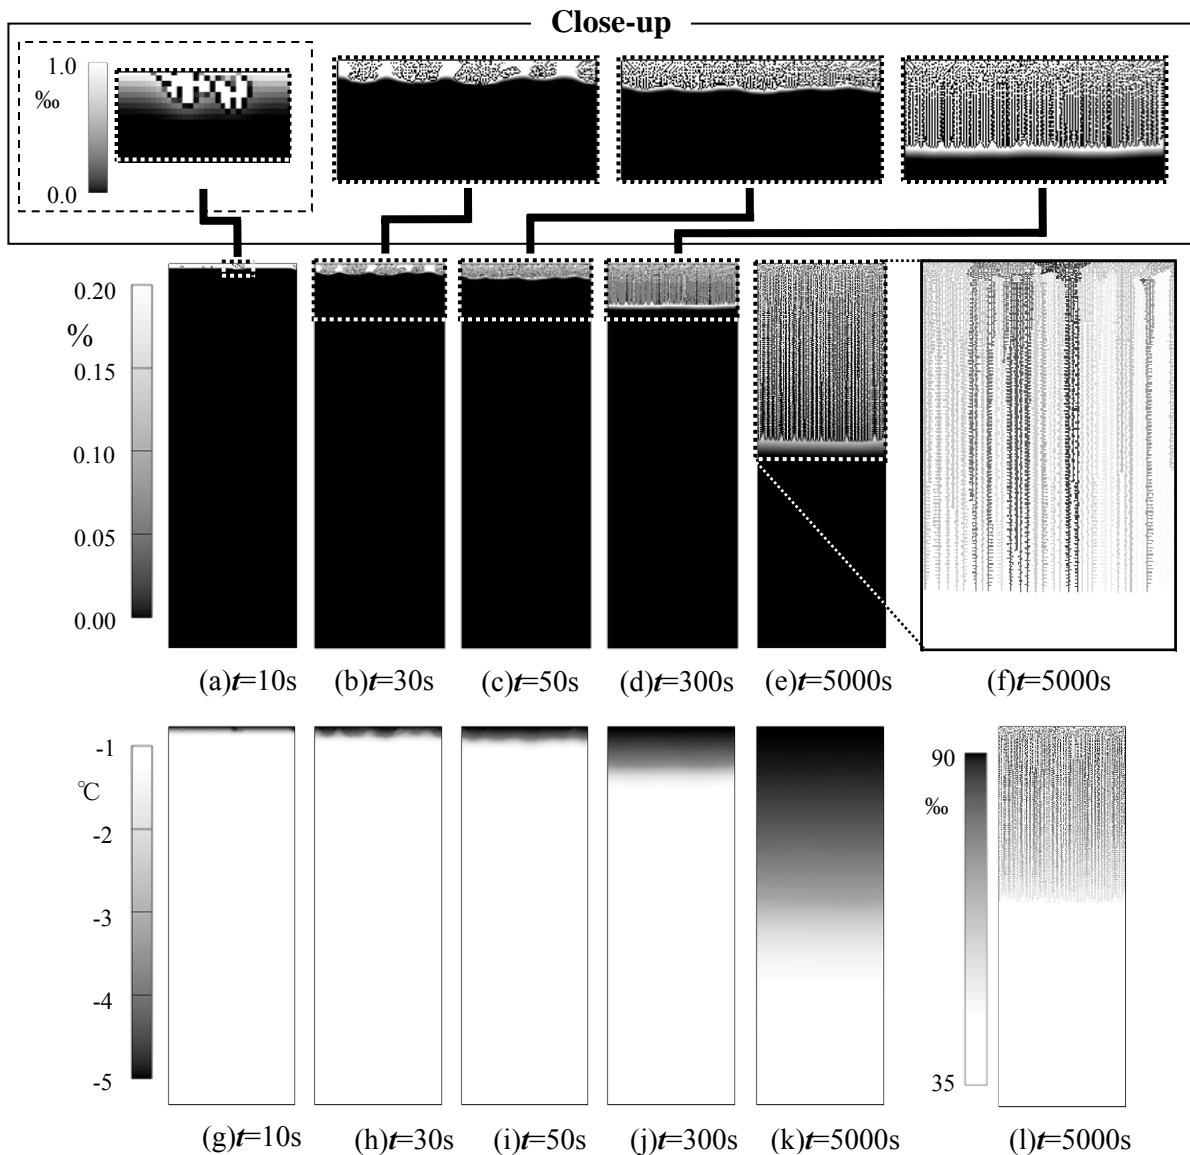 Close-up
1.0
‰
0.0
0.20
%
0.15
0.10
0.05
0.00
(a)t=10s
(b)t=30s
(c)t=50s
(d)t=300s
(e)t=5000s
(f)t=5000s
-1
℃
-2
-3
-4
-5
90
‰
35
(g)t=10s
(h)t=30s
(i)t=50s
(j)t=300s
(k)t=5000s
(l)t=5000s